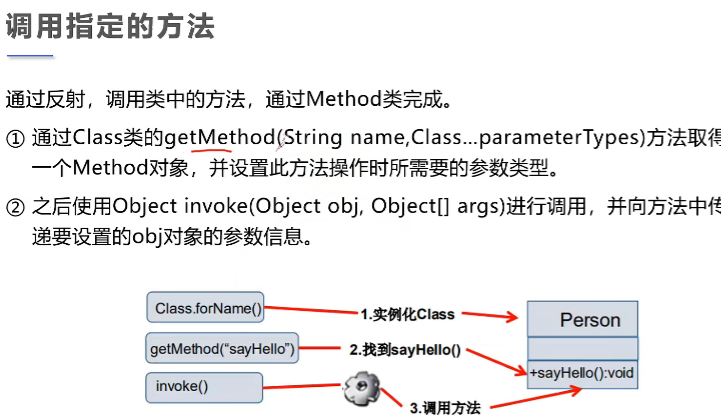 调用指定的方法
通过反射，调用类中的方法，通过Method类完成。
① 通过Class类的getMethod(String name,Class...parameterTypes)方法取得
一个Method对象，并设置此方法操作时所需要的参数类型。
② 之后使用Object invoke(Object obj, Object[] args)进行调用，并向方法中传
递要设置的obj对象的参数信息。
Class.forName()
1.实例化Class
Person
getMethod(“sayHello”)
2.找到sayHello()
+sayHello():void
invoke()
3.调用方法